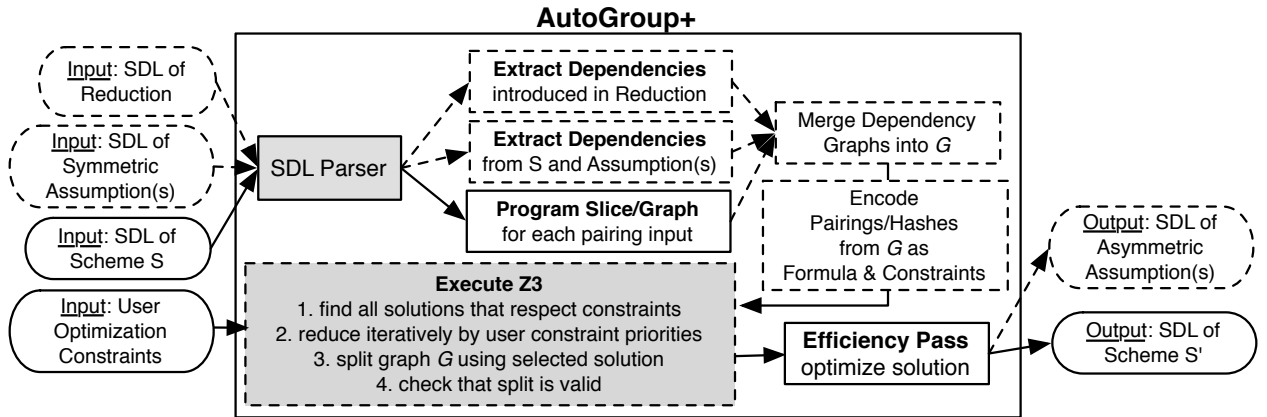 AutoGroup+
Input: SDL of
Reduction
Input: SDL of
Symmetric
Assumption(s)
Input: SDL of
Scheme S
Input: User
Optimization
Constraints
SDL Parser
Extract Dependencies
introduced in Reduction
Extract Dependencies
from S and Assumption(s)
Program Slice/Graph
for each pairing input
Merge Dependency
Graphs into G
Encode
Pairings/Hashes
from G as
Formula & Constraints
Execute Z3
1. find all solutions that respect constraints
2. reduce iteratively by user constraint priorities
3. split graph G using selected solution
4. check that split is valid
Efficiency Pass
optimize solution
Output: SDL of
Asymmetric
Assumption(s)
Output: SDL of
Scheme S'